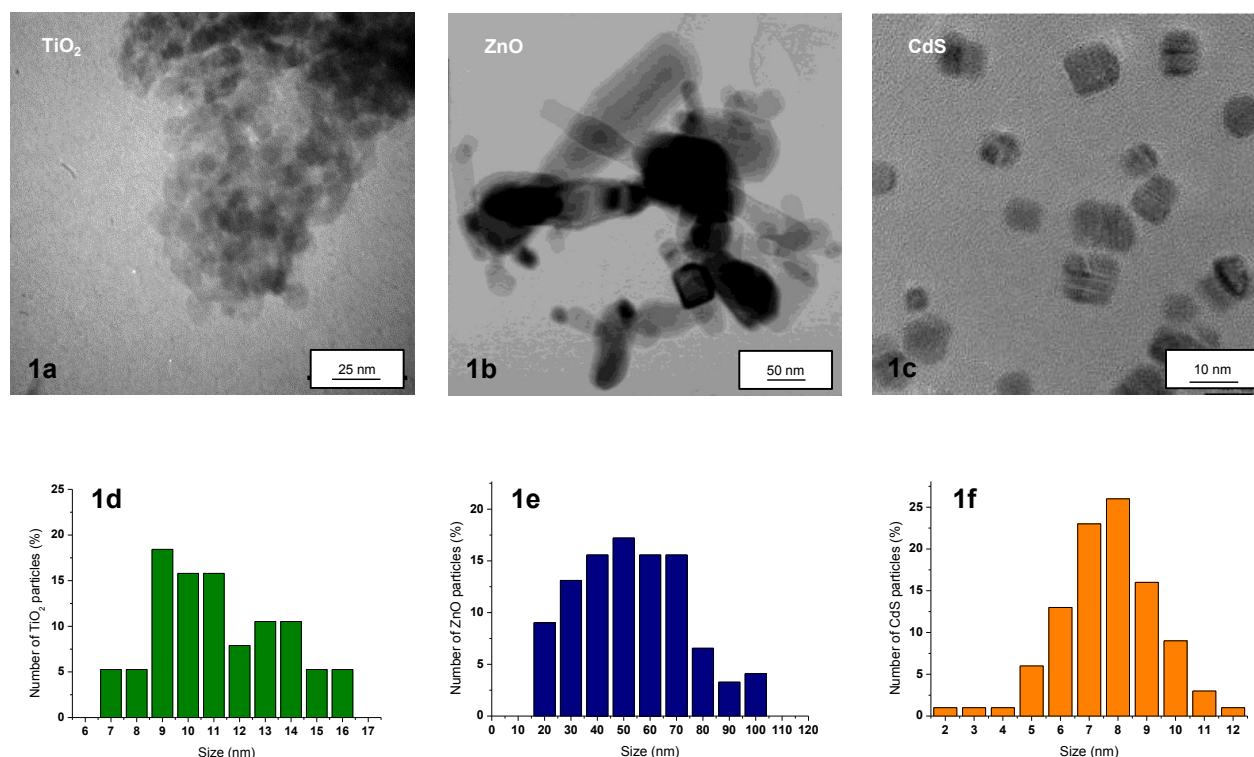 TiO₂
1a
25 nm
ZnO
1b
50 nm
CdS
1c
10 nm
1d
Number of TiO₂ particles (%)
25
20
15
10
5
0
6 7 8 9 10 11 12 13 14 15 16 17
Size (nm)
1e
Number of ZnO particles (%)
20
15
10
5
0
0 10 20 30 40 50 60 70 80 90 100 110 120
Size (nm)
1f
Number of CdS particles (%)
25
20
15
10
5
0
2 3 4 5 6 7 8 9 10 11 12
Size (nm)